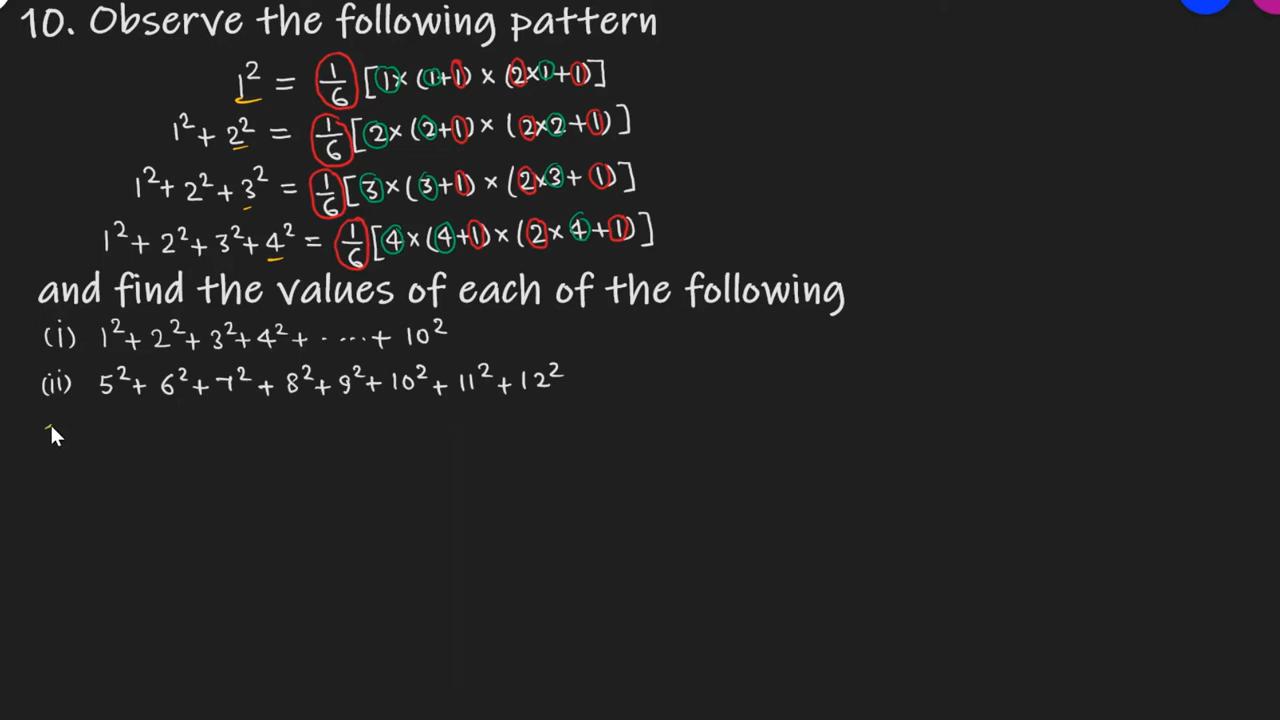 10. Observe the following pattern
1² = 1/6 [1×(1+1) × (2×1+1)]
1² + 2² = 1/6 [2×(2+1) × (2×2+1)]
1² + 2² + 3² = 1/6 [3×(3+1) × (2×3+1)]
1² + 2² + 3² + 4² = 1/6 [4×(4+1) × (2×4+1)]
and find the values of each of the following
(i) 1² + 2² + 3² + 4² + ..... + 10²
(ii) 5² + 6² + 7² + 8² + 9² + 10² + 11² + 12²